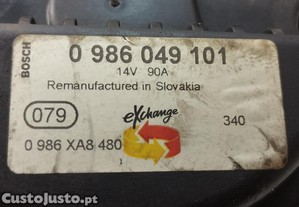 BOSCH
0 986 049 101
14V 90A
Remanufactured in Slovakia
079
eXchange
340
0 986 XA8 480
CustoJusto.pt